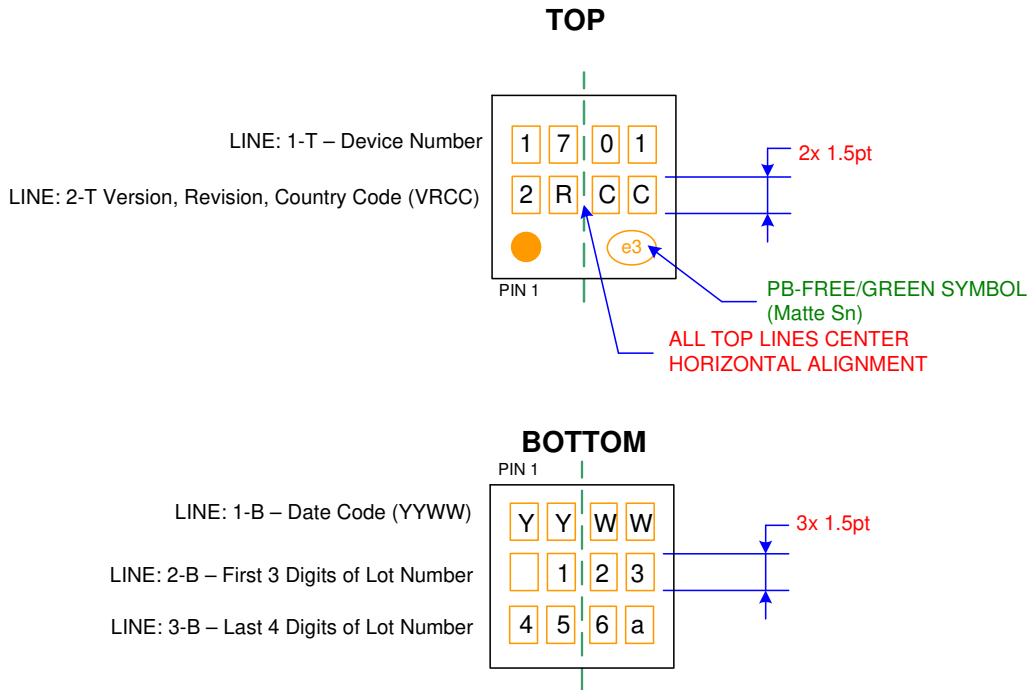 TOP
LINE: 1-T – Device Number
1 7 0 1
2x 1.5pt
LINE: 2-T Version, Revision, Country Code (VRCC)
2 R C C
e3
PIN 1
PB-FREE/GREEN SYMBOL
(Matte Sn)
ALL TOP LINES CENTER
HORIZONTAL ALIGNMENT
BOTTOM
PIN 1
LINE: 1-B – Date Code (YYWW)
Y Y W W
3x 1.5pt
LINE: 2-B – First 3 Digits of Lot Number
1 2 3
LINE: 3-B – Last 4 Digits of Lot Number
4 5 6 a